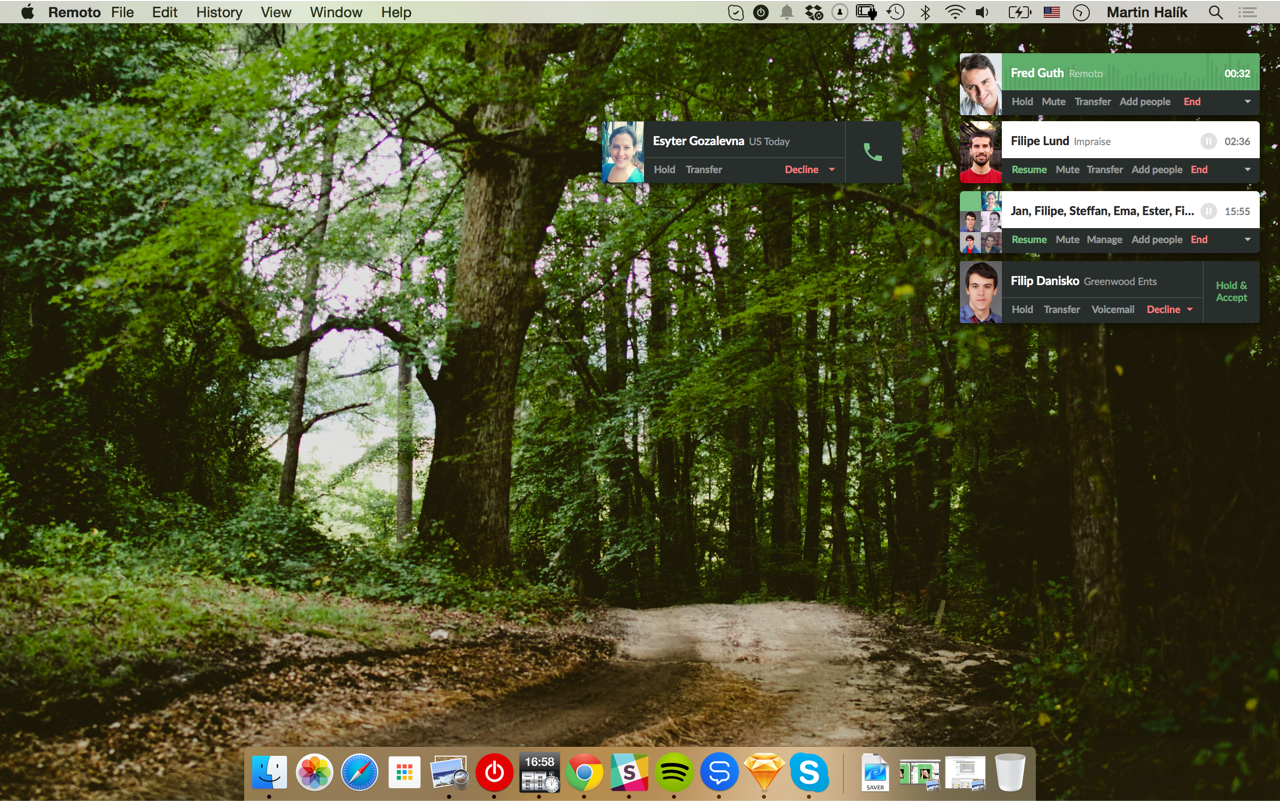 Remoto File Edit History View Window Help Martin Halík
Fred Guth Remoto 00:32
Hold Mute Transfer Add people End
Esyter Gozalevna US Today
Hold Transfer Decline
Filipe Lund Impraise 02:36
Resume Mute Transfer Add people End
Jan, Filipe, Steffan, Ema, Ester, Fi... 15:55
Resume Mute Manage Add people End
Filip Danisko Greenwood Ents
Hold Transfer Voicemail Decline
Hold &
Accept
16:58
S
S
S
SAVER